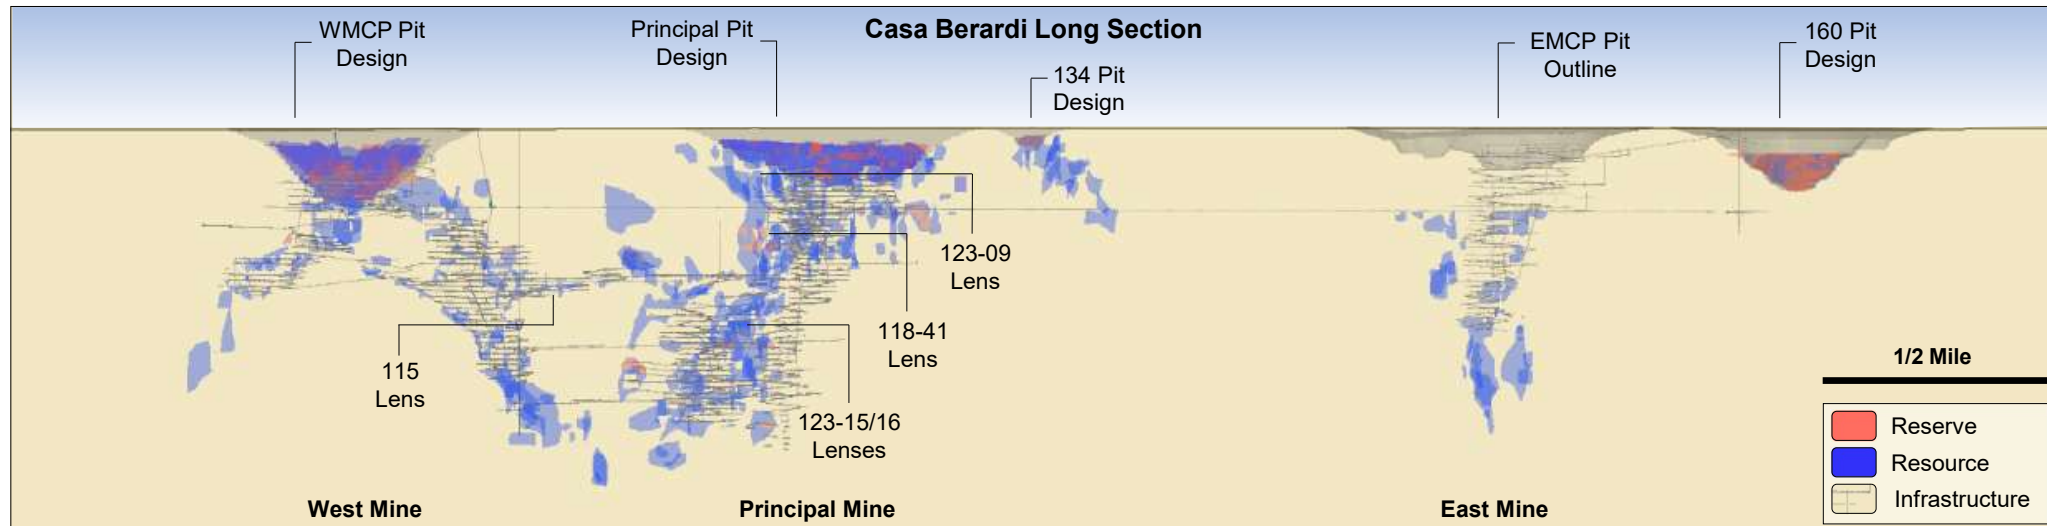 Casa Berardi Long Section
WMCP Pit
Design
Principal Pit
Design
134 Pit
Design
EMCP Pit
Outline
160 Pit
Design
123-09
Lens
118-41
Lens
115
Lens
123-15/16
Lenses
1/2 Mile
Reserve
Resource
Infrastructure
West Mine
Principal Mine
East Mine